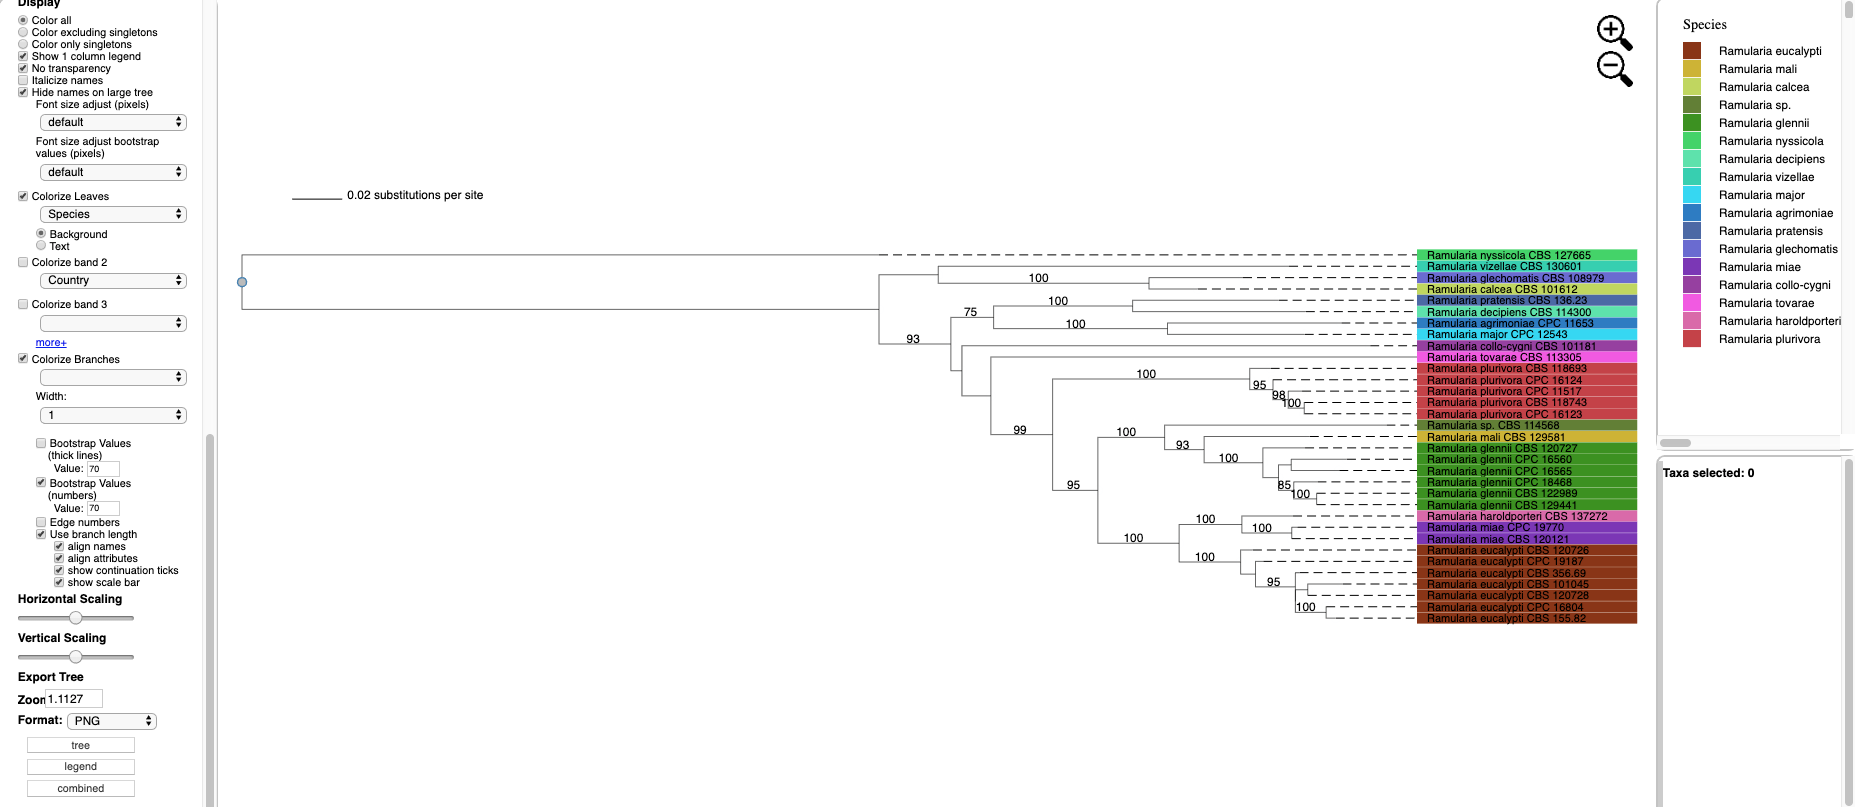 Display
Color all
Color excluding singletons
Color only singletons
Show 1 column legend
No transparency
Italicize names
Hide names on large tree
Font size adjust (pixels)
default
Font size adjust bootstrap
values (pixels)
default
Colorize Leaves
Species
Background
Text
Colorize band 2
Country
Colorize band 3
more+
Colorize Branches
Width:
1
Bootstrap Values
(thick lines)
Value: 70
Bootstrap Values
(numbers)
Value: 70
Edge numbers
Use branch length
align names
align attributes
show continuation ticks
show scale bar
Horizontal Scaling
Vertical Scaling
Export Tree
Zoom 1.1127
Format: PNG
tree
legend
combined
0.02 substitutions per site
Ramularia nyssicola CBS 127665
Ramularia vizellae CBS 130601
100
Ramularia glechomatis CBS 108979
Ramularia calcea CBS 101612
100
Ramularia pratensis CBS 136.23
75
Ramularia decipiens CBS 114300
100
Ramularia agrimoniae CPC 11653
Ramularia major CPC 12543
93
Ramularia collo-cygni CBS 101181
Ramularia tovarae CBS 113305
Ramularia plurivora CBS 118693
100
Ramularia plurivora CPC 16124
95
Ramularia plurivora CPC 11517
98
Ramularia plurivora CBS 118743
100
Ramularia plurivora CPC 16123
Ramularia sp. CBS 114568
99
100
Ramularia mali CBS 129581
93
Ramularia glennii CBS 120727
100
Ramularia glennii CPC 16560
Ramularia glennii CPC 16565
Ramularia glennii CPC 18468
95
85
Ramularia glennii CBS 122989
100
Ramularia glennii CBS 129441
Ramularia haroldporteri CBS 137272
100
Ramularia miae CPC 19770
100
Ramularia miae CBS 120121
100
Ramularia eucalypti CBS 120726
100
Ramularia eucalypti CPC 19187
Ramularia eucalypti CBS 356.69
95
Ramularia eucalypti CBS 101045
Ramularia eucalypti CBS 120728
Ramularia eucalypti CPC 16804
100
Ramularia eucalypti CBS 155.82
Species
Ramularia eucalypti
Ramularia mali
Ramularia calcea
Ramularia sp.
Ramularia glennii
Ramularia nyssicola
Ramularia decipiens
Ramularia vizellae
Ramularia major
Ramularia agrimoniae
Ramularia pratensis
Ramularia glechomatis
Ramularia miae
Ramularia collo-cygni
Ramularia tovarae
Ramularia haroldporteri
Ramularia plurivora
Taxa selected: 0